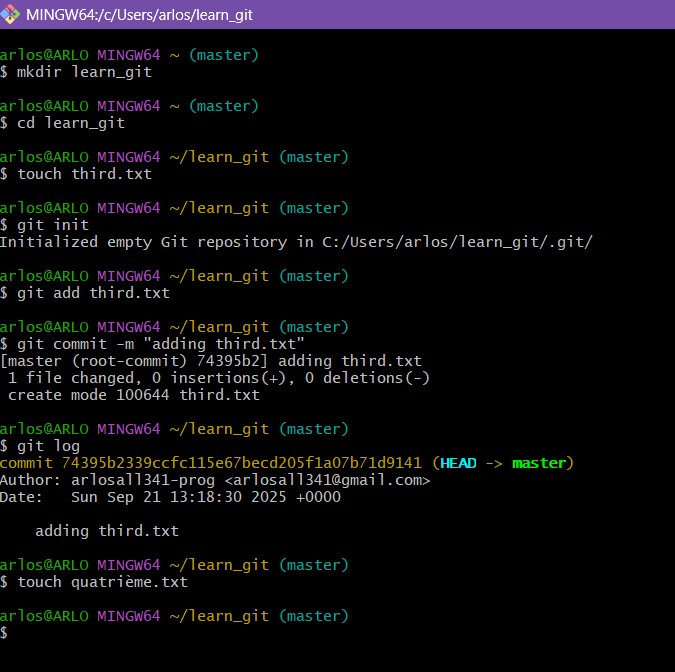 MINGW64:/c/Users/arlos/learn_git
arlos@ARLO MINGW64 ~ (master)
$ mkdir learn_git
arlos@ARLO MINGW64 ~ (master)
$ cd learn_git
arlos@ARLO MINGW64 ~/learn_git (master)
$ touch third.txt
arlos@ARLO MINGW64 ~/learn_git (master)
$ git init
Initialized empty Git repository in C:/Users/arlos/learn_git/.git/
arlos@ARLO MINGW64 ~/learn_git (master)
$ git add third.txt
arlos@ARLO MINGW64 ~/learn_git (master)
$ git commit -m "adding third.txt"
[master (root-commit) 74395b2] adding third.txt
 1 file changed, 0 insertions(+), 0 deletions(-)
 create mode 100644 third.txt
arlos@ARLO MINGW64 ~/learn_git (master)
$ git log
commit 74395b2339ccfc115e67becd205f1a07b71d9141 (HEAD -> master)
Author: arlosall341-prog <arlosall341@gmail.com>
Date:   Sun Sep 21 13:18:30 2025 +0000
    adding third.txt
arlos@ARLO MINGW64 ~/learn_git (master)
$ touch quatrième.txt
arlos@ARLO MINGW64 ~/learn_git (master)
$